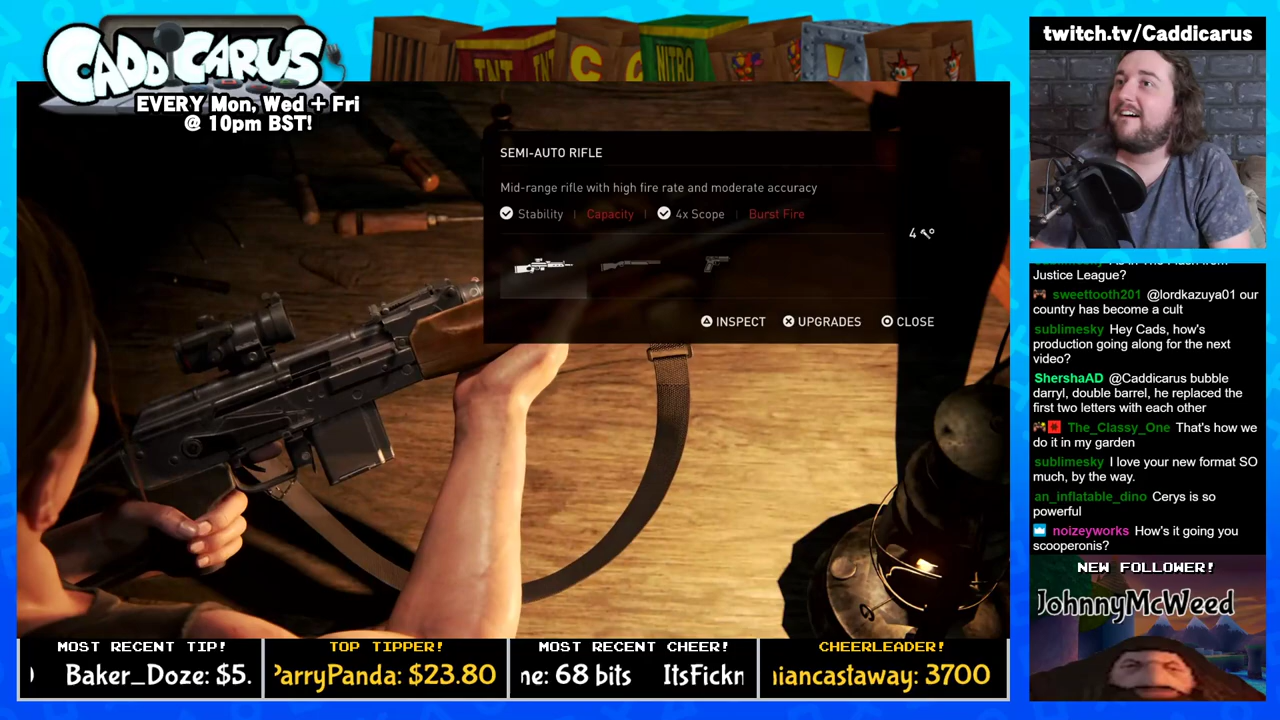 CADDICARUS
EVERY Mon, Wed + Fri
@ 10pm BST!
TNT
C
NITRO
twitch.tv/Caddicarus
SEMI-AUTO RIFLE
Mid-range rifle with high fire rate and moderate accuracy
Stability | Capacity | 4x Scope | Burst Fire
4
INSPECT UPGRADES CLOSE
Justice League?
sweettooth201 @lordkazuya01 our
country has become a cult
sublimesky Hey Cads, how's
production going along for the next
video?
ShershaAD @Caddicarus bubble
darryl, double barrel, he replaced the
first two letters with each other
The_Classy_One That's how we
do it in my garden
sublimesky I love your new format SO
much, by the way.
an_inflatable_dino Cerys is so
powerful
noizeyworks How's it going you
scooperonis?
NEW FOLLOWER!
JohnnyMcWeed
MOST RECENT TIP!
Baker_Doze: $5.
TOP TIPPER!
ParryPanda: $23.80
MOST RECENT CHEER!
ne: 68 bits ItsFickn
CHEERLEADER!
iancastaway: 3700